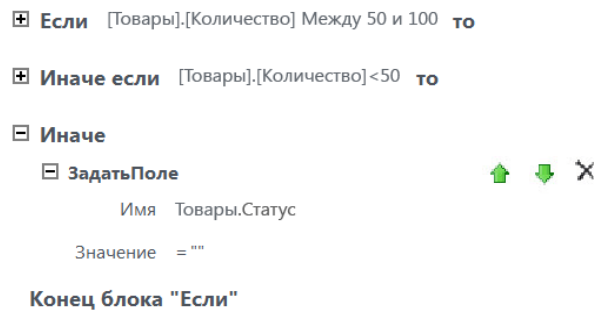 Если [Товары].[Количество] Между 50 и 100 то
Иначе если [Товары].[Количество]<50 то
Иначе
ЗадатьПоле
Имя Товары.Статус
Значение = ""
Конец блока "Если"